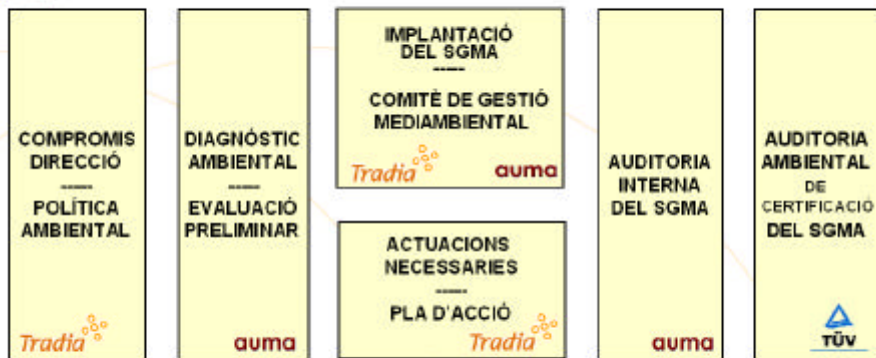 COMPROMIS
DIRECCIÓ
-----
POLÍTICA
AMBIENTAL
Tradia
DIAGNÓSTIC
AMBIENTAL
-----
EVALUACIÓ
PRELIMINAR
auma
IMPLANTACIÓ
DEL SGMA
-----
COMITÈ DE GESTIÓ
MEDIAMBIENTAL
Tradia auma
ACTUACIONS
NECESSARIES
-----
PLA D'ACCIÓ
Tradia
AUDITORIA
INTERNA
DEL SGMA
auma
AUDITORIA
AMBIENTAL
DE
CERTIFICACIÓ
DEL SGMA
TÜV